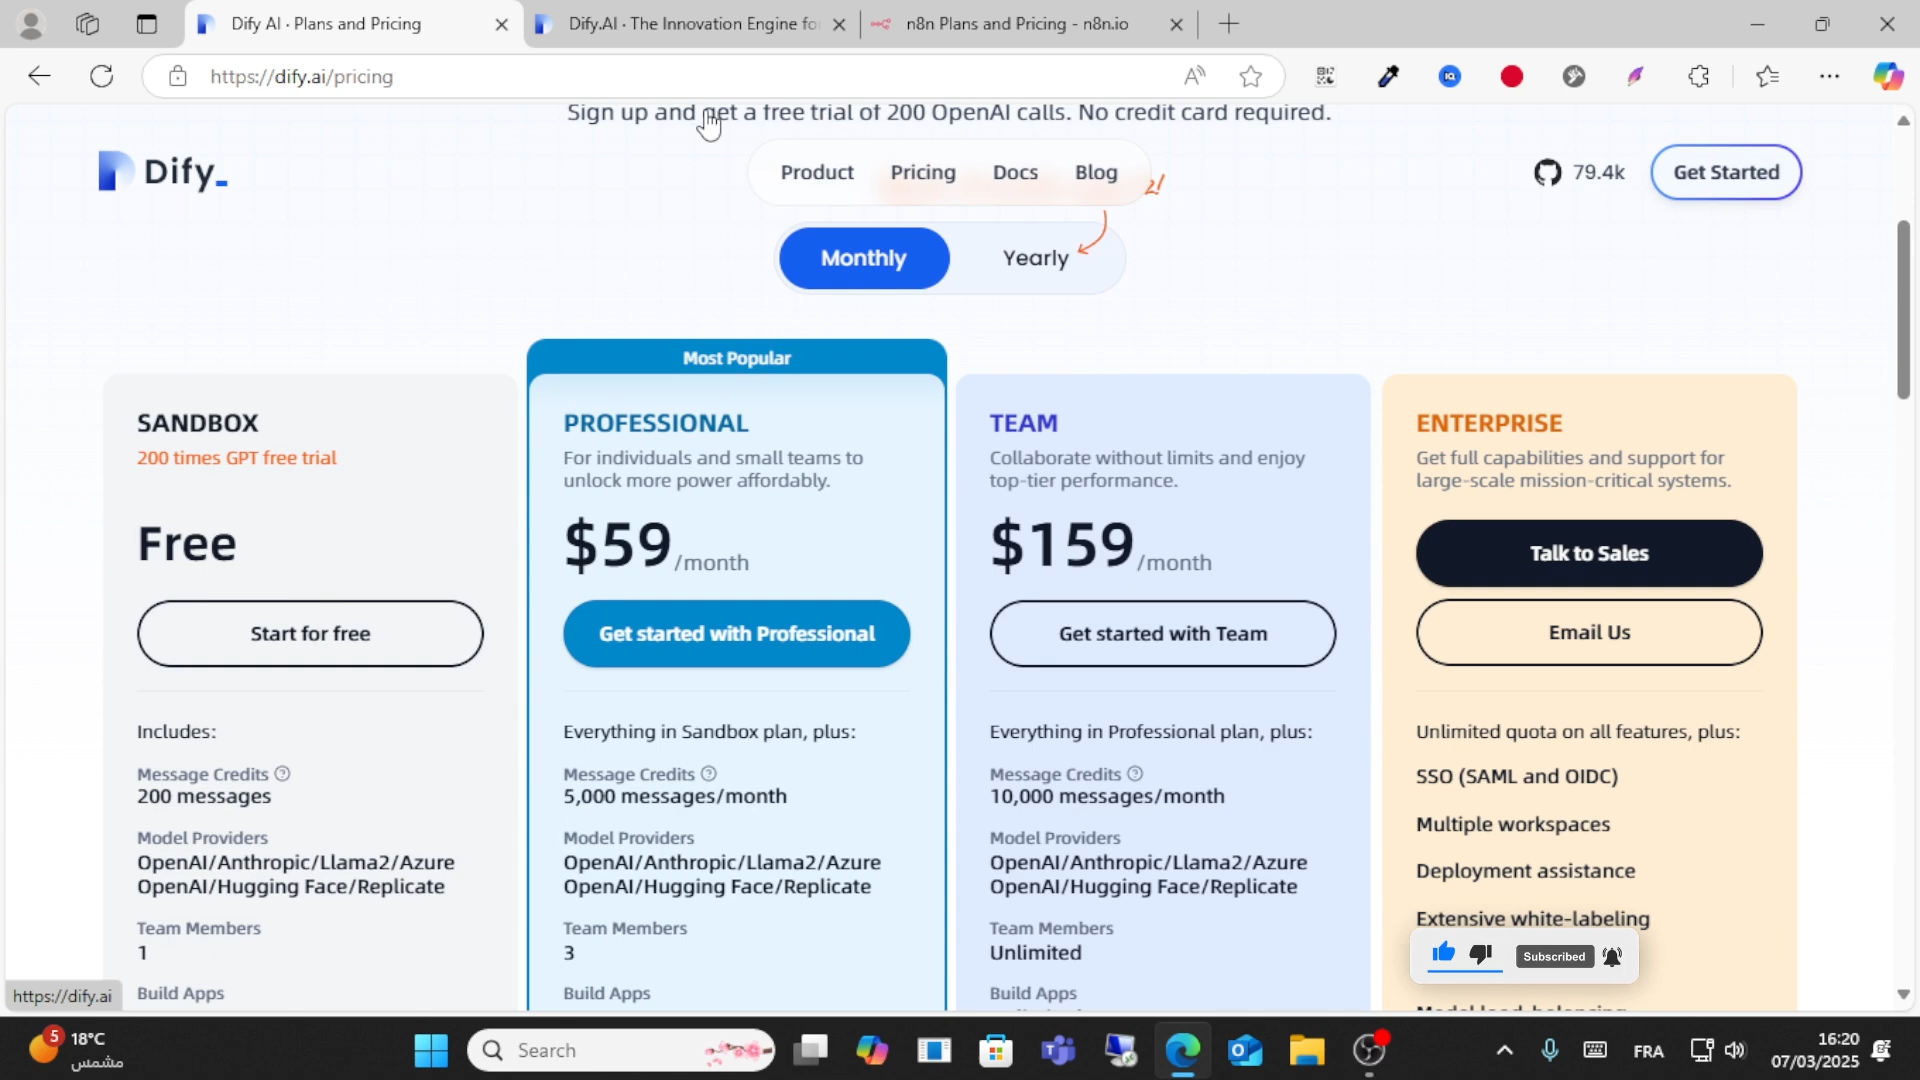 Dify AI · Plans and Pricing
Dify.AI · The Innovation Engine fo
n8n Plans and Pricing - n8n.io
https://dify.ai/pricing
Sign up and get a free trial of 200 OpenAI calls. No credit card required.
Dify_
Product
Pricing
Docs
Blog
79.4k
Get Started
Monthly
Yearly
Most Popular
SANDBOX
200 times GPT free trial
Free
Start for free
Includes:
Message Credits
200 messages
Model Providers
OpenAI/Anthropic/Llama2/Azure
OpenAI/Hugging Face/Replicate
Team Members
1
Build Apps
PROFESSIONAL
For individuals and small teams to
unlock more power affordably.
$59/month
Get started with Professional
Everything in Sandbox plan, plus:
Message Credits
5,000 messages/month
Model Providers
OpenAI/Anthropic/Llama2/Azure
OpenAI/Hugging Face/Replicate
Team Members
3
Build Apps
TEAM
Collaborate without limits and enjoy
top-tier performance.
$159/month
Get started with Team
Everything in Professional plan, plus:
Message Credits
10,000 messages/month
Model Providers
OpenAI/Anthropic/Llama2/Azure
OpenAI/Hugging Face/Replicate
Team Members
Unlimited
Build Apps
ENTERPRISE
Get full capabilities and support for
large-scale mission-critical systems.
Talk to Sales
Email Us
Unlimited quota on all features, plus:
SSO (SAML and OIDC)
Multiple workspaces
Deployment assistance
Extensive white-labeling
Subscribed
Model load-balancing
https://dify.ai
5
18°C
مشمس
Search
FRA
16:20
07/03/2025